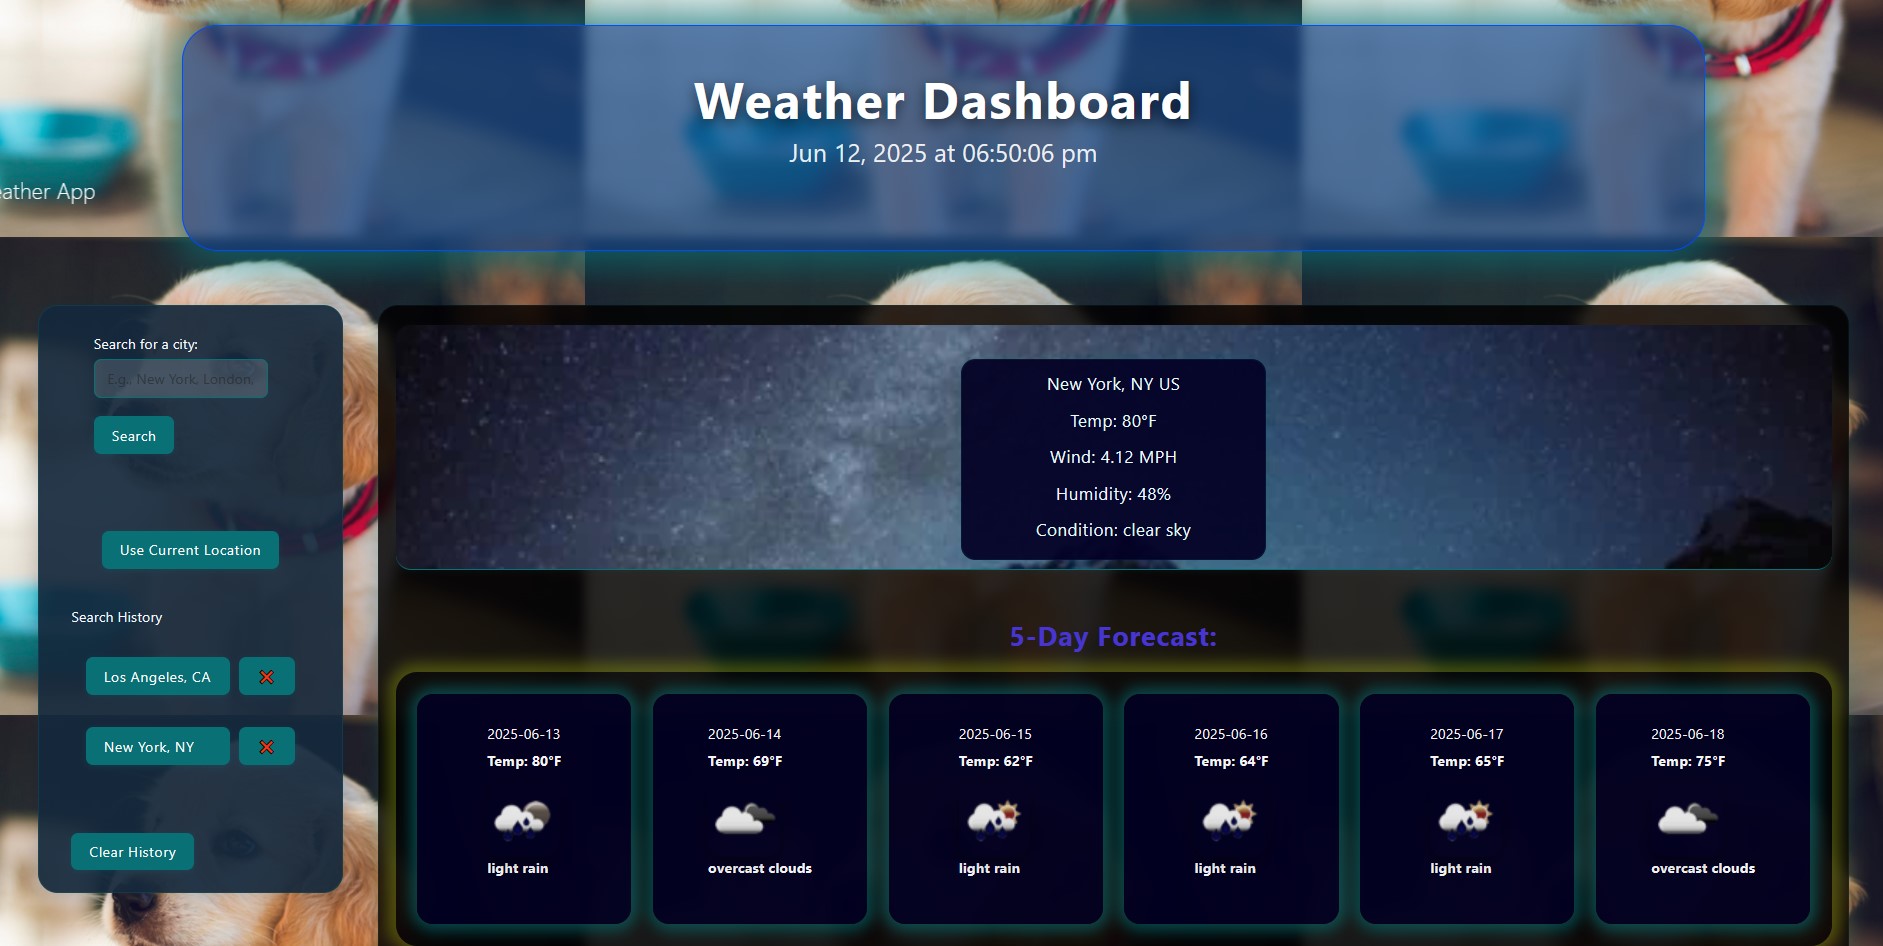 Weather Dashboard
Jun 12, 2025 at 06:50:06 pm
eather App
Search for a city:
E.g., New York, London,
Search
Use Current Location
Search History
Los Angeles, CA
New York, NY
Clear History
New York, NY US
Temp: 80°F
Wind: 4.12 MPH
Humidity: 48%
Condition: clear sky
5-Day Forecast:
2025-06-13
Temp: 80°F
light rain
2025-06-14
Temp: 69°F
overcast clouds
2025-06-15
Temp: 62°F
light rain
2025-06-16
Temp: 64°F
light rain
2025-06-17
Temp: 65°F
light rain
2025-06-18
Temp: 75°F
overcast clouds